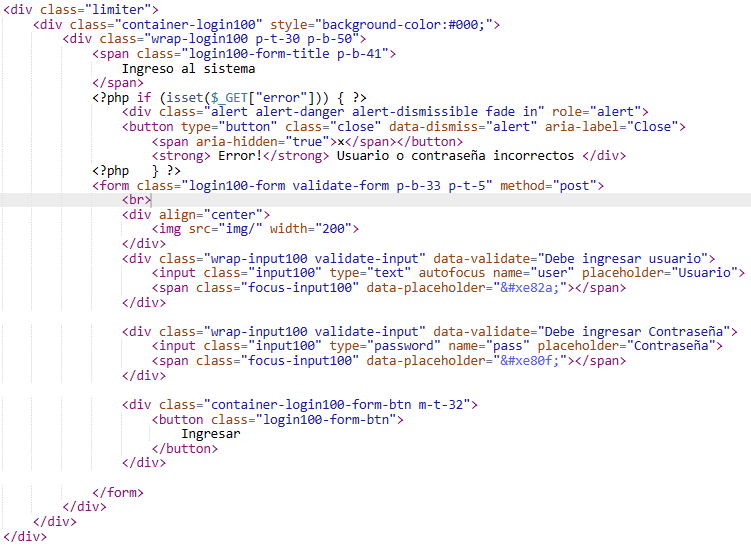 <div class="limiter">
<div class="container-login100" style="background-color:#000;">
<div class="wrap-login100 p-t-30 p-b-50">
<span class="login100-form-title p-b-41">
Ingreso al sistema
</span>
<?php if (isset($_GET["error"])) { ?>
<div class="alert alert-danger alert-dismissible fade in" role="alert">
<button type="button" class="close" data-dismiss="alert" aria-label="Close">
<span aria-hidden="true">×</span></button>
<strong> Error!</strong> Usuario o contraseña incorrectos </div>
<?php   } ?>
<form class="login100-form validate-form p-b-33 p-t-5" method="post">
<br>
<div align="center">
<img src="img/" width="200">
</div>
<div class="wrap-input100 validate-input" data-validate="Debe ingresar usuario">
<input class="input100" type="text" autofocus name="user" placeholder="Usuario">
<span class="focus-input100" data-placeholder="&#xe82a;"></span>
</div>
<div class="wrap-input100 validate-input" data-validate="Debe ingresar Contraseña">
<input class="input100" type="password" name="pass" placeholder="Contraseña">
<span class="focus-input100" data-placeholder="&#xe80f;"></span>
</div>
<div class="container-login100-form-btn m-t-32">
<button class="login100-form-btn">
Ingresar
</button>
</div>
</form>
</div>
</div>
</div>